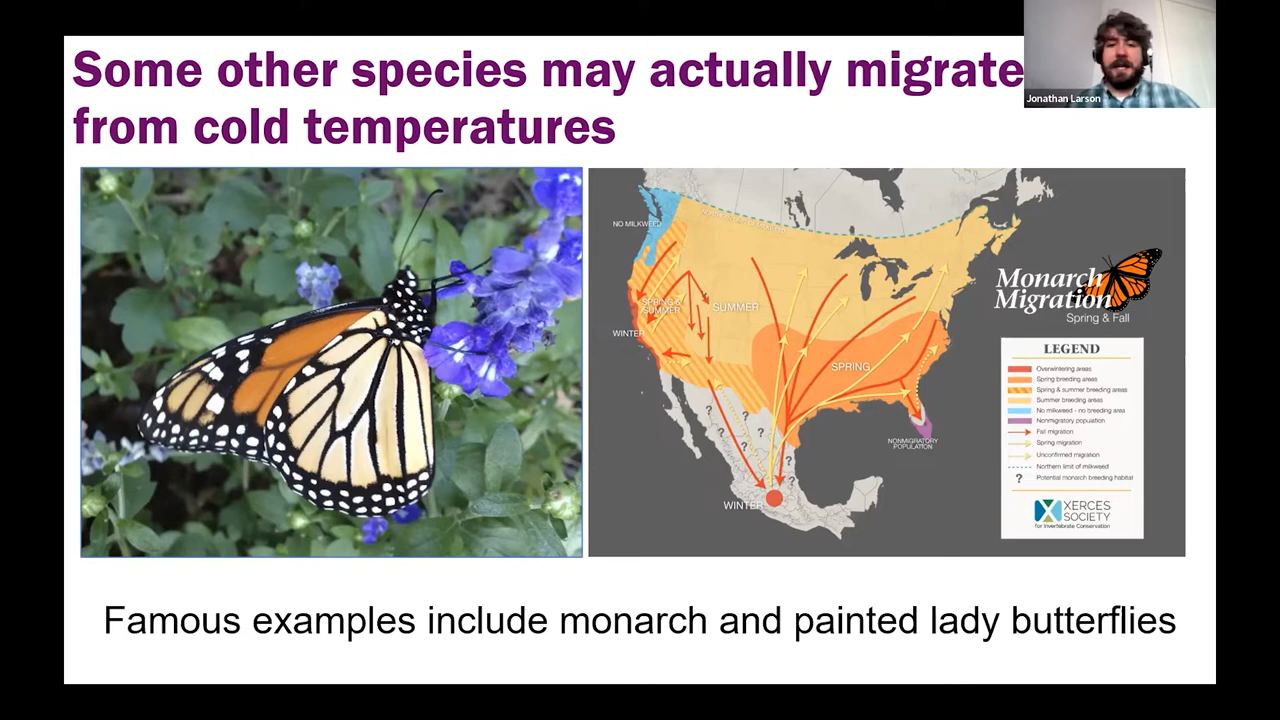 Some other species may actually migrate
from cold temperatures
Jonathan Larson
NO MILKWEED
SPRING &
SUMMER
SUMMER
WINTER
SPRING
NONMIGRATORY
POPULATION
WINTER
?
?
?
?
?
?
?
Monarch
Migration
Spring & Fall
LEGEND
Overwintering areas
Spring breeding areas
Spring & summer breeding areas
Summer breeding areas
No milkweed - no breeding area
Nonmigratory population
Fall migration
Spring migration
Unconfirmed migration
Northern limit of milkweed
? Potential monarch breeding habitat
XERCES
SOCIETY
for Invertebrate Conservation
Famous examples include monarch and painted lady butterflies